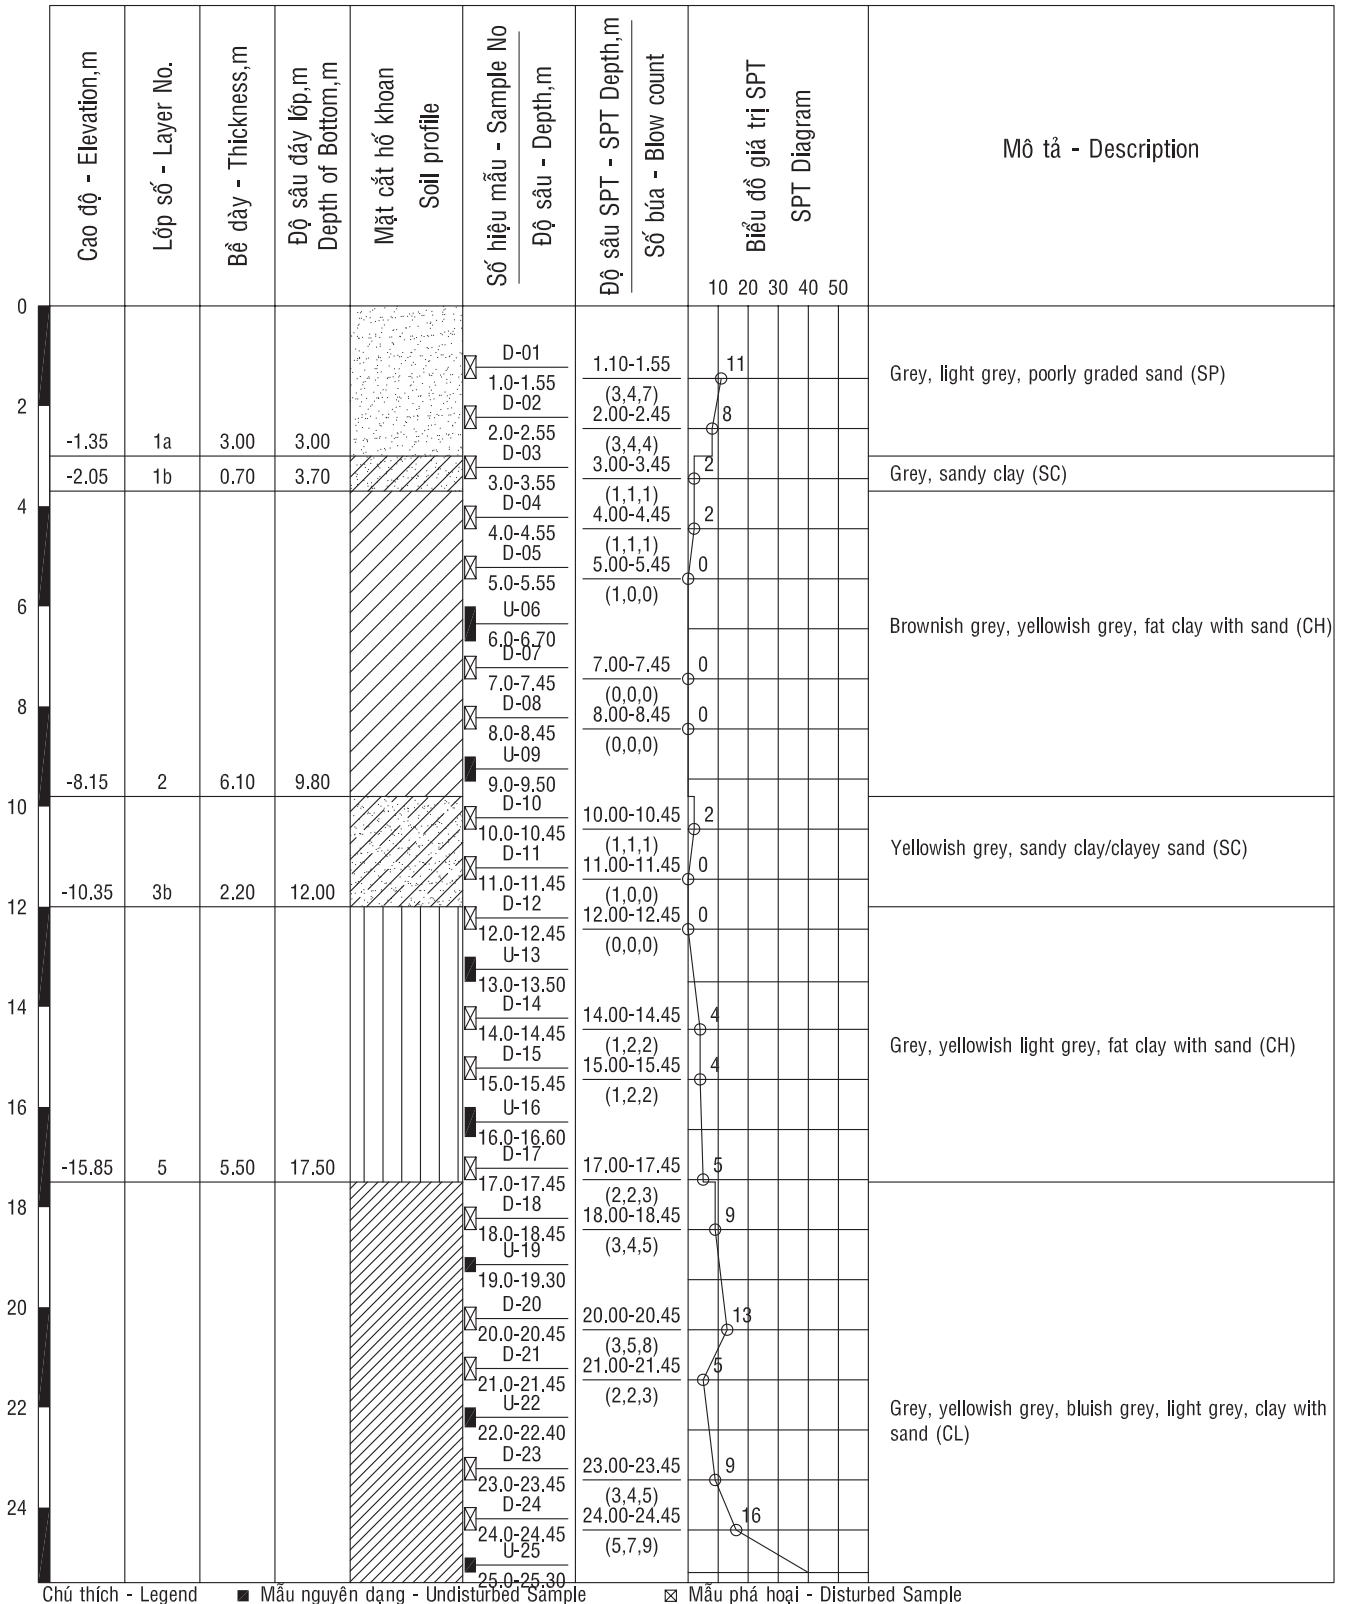 Cao độ - Elevation,m
Lớp số - Layer No.
Bề dày - Thickness,m
Độ sâu đáy lớp,m
Depth of Bottom,m
Mặt cắt hố khoan
Soil profile
Số hiệu mẫu - Sample No
Độ sâu - Depth,m
Độ sâu SPT - SPT Depth,m
Số búa - Blow count
Biểu đồ giá trị SPT
SPT Diagram
Mô tả - Description
10 20 30 40 50
0
D-01
1.10-1.55
11
Grey, light grey, poorly graded sand (SP)
1.0-1.55
(3,4,7)
2
D-02
2.00-2.45
8
2.0-2.55
(3,4,4)
-1.35 1a 3.00 3.00
D-03
3.00-3.45
2
-2.05 1b 0.70 3.70
Grey, sandy clay (SC)
3.0-3.55
(1,1,1)
4
D-04
4.00-4.45
2
4.0-4.55
(1,1,1)
D-05
5.00-5.45
0
5.0-5.55
(1,0,0)
6
U-06
Brownish grey, yellowish grey, fat clay with sand (CH)
6.0-6.70
D-07
7.00-7.45
0
7.0-7.45
(0,0,0)
8
D-08
8.00-8.45
0
8.0-8.45
(0,0,0)
U-09
-8.15 2 6.10 9.80
9.0-9.50
10
D-10
10.00-10.45
2
10.0-10.45
(1,1,1)
Yellowish grey, sandy clay/clayey sand (SC)
D-11
11.00-11.45
0
11.0-11.45
(1,0,0)
-10.35 3b 2.20 12.00
12
D-12
12.00-12.45
0
12.0-12.45
(0,0,0)
U-13
13.0-13.50
14
D-14
14.00-14.45
4
14.0-14.45
(1,2,2)
Grey, yellowish light grey, fat clay with sand (CH)
D-15
15.00-15.45
4
15.0-15.45
(1,2,2)
16
U-16
16.0-16.60
-15.85 5 5.50 17.50
D-17
17.00-17.45
5
17.0-17.45
(2,2,3)
18
D-18
18.00-18.45
9
18.0-18.45
(3,4,5)
U-19
19.0-19.30
20
D-20
20.00-20.45
13
20.0-20.45
(3,5,8)
D-21
21.00-21.45
5
21.0-21.45
(2,2,3)
22
U-22
Grey, yellowish grey, bluish grey, light grey, clay with
sand (CL)
22.0-22.40
D-23
23.00-23.45
9
23.0-23.45
(3,4,5)
24
D-24
24.00-24.45
16
24.0-24.45
(5,7,9)
U-25
25.0-25.30
Chú thích - Legend Mẫu nguyên dạng - Undisturbed Sample Mẫu phá hoại - Disturbed Sample